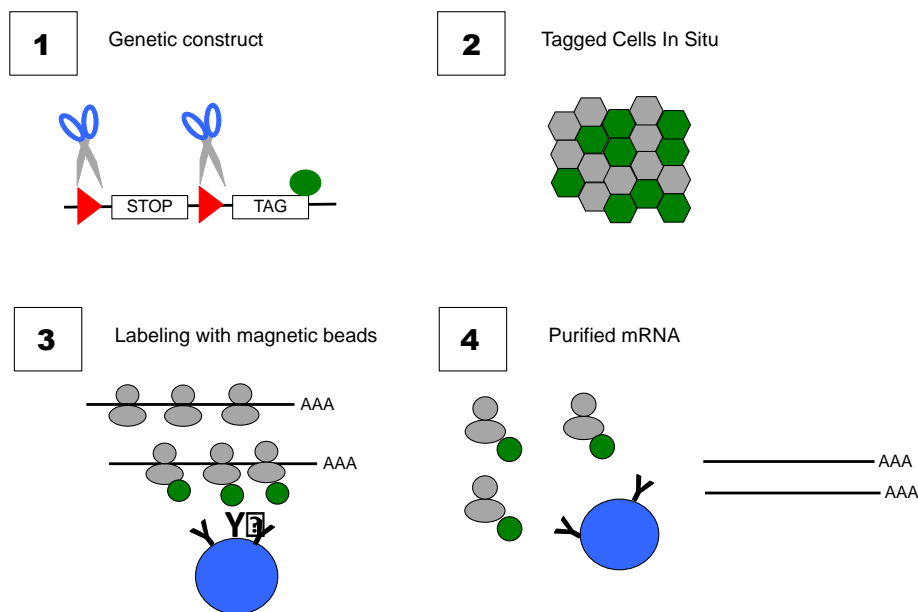 1
Genetic construct
STOP
TAG
2
Tagged Cells In Situ
3
Labeling with magnetic beads
AAA
AAA
Y
4
Purified mRNA
AAA
AAA